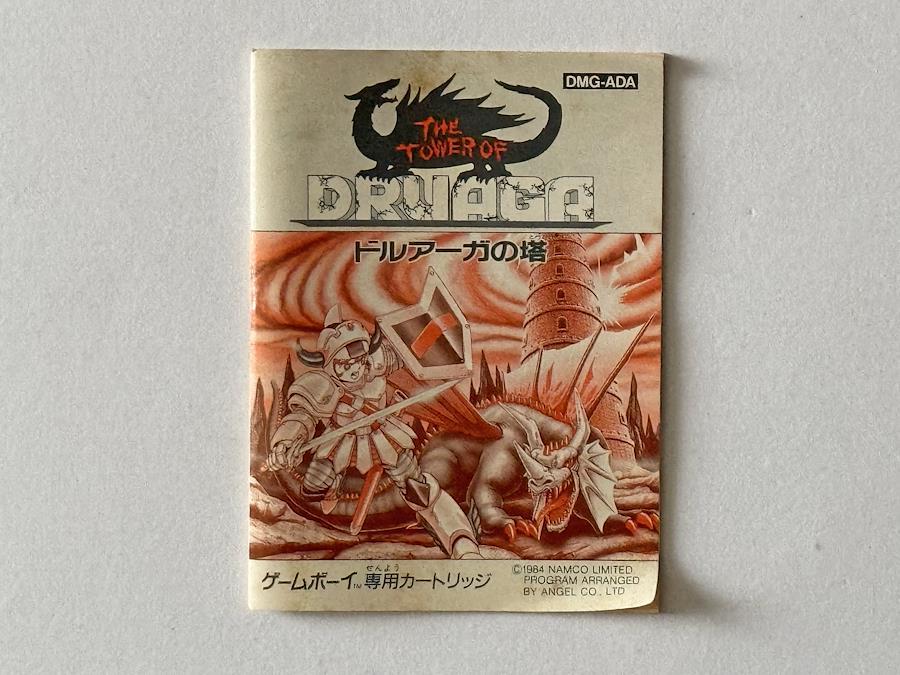 DMG-ADA
THE
TOWER OF
DRUAGA
ドルアーガの塔
せんよう
ゲームボーイTM専用カートリッジ
©1984 NAMCO LIMITED
PROGRAM ARRANGED
BY ANGEL CO., LTD